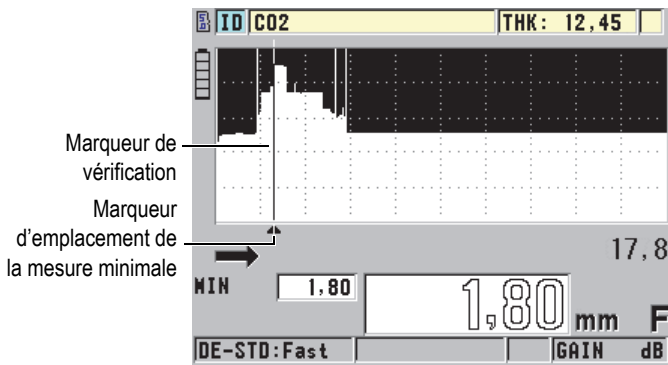 ID CO2 THK: 12,45
Marqueur de
vérification
Marqueur
d'emplacement de
la mesure minimale
17,8
MIN 1,80 1,80 mm F
DE-STD:Fast GAIN dB